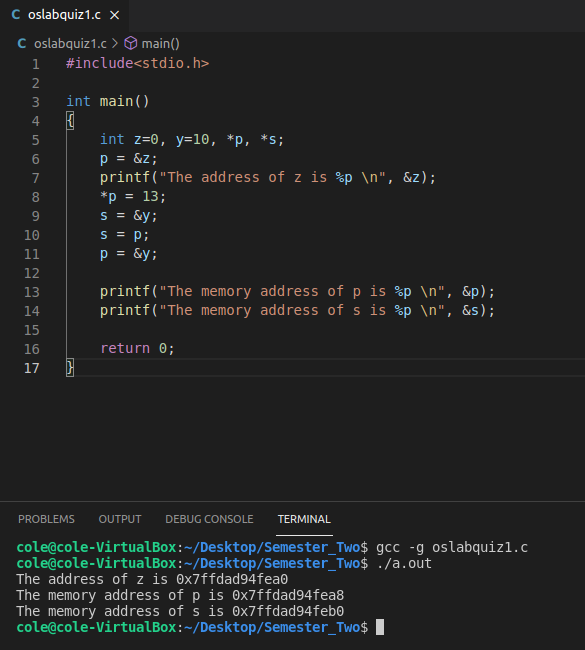 C oslabquiz1.c ×
C oslabquiz1.c > main()
1 #include<stdio.h>
2
3 int main()
4 {
5 int z=0, y=10, *p, *s;
6 p = &z;
7 printf("The address of z is %p \n", &z);
8 *p = 13;
9 s = &y;
10 s = p;
11 p = &y;
12
13 printf("The memory address of p is %p \n", &p);
14 printf("The memory address of s is %p \n", &s);
15
16 return 0;
17 }
PROBLEMS OUTPUT DEBUG CONSOLE TERMINAL
cole@cole-VirtualBox:~/Desktop/Semester_Two$ gcc -g oslabquiz1.c
cole@cole-VirtualBox:~/Desktop/Semester_Two$ ./a.out
The address of z is 0x7ffdad94fea0
The memory address of p is 0x7ffdad94fea8
The memory address of s is 0x7ffdad94feb0
cole@cole-VirtualBox:~/Desktop/Semester_Two$